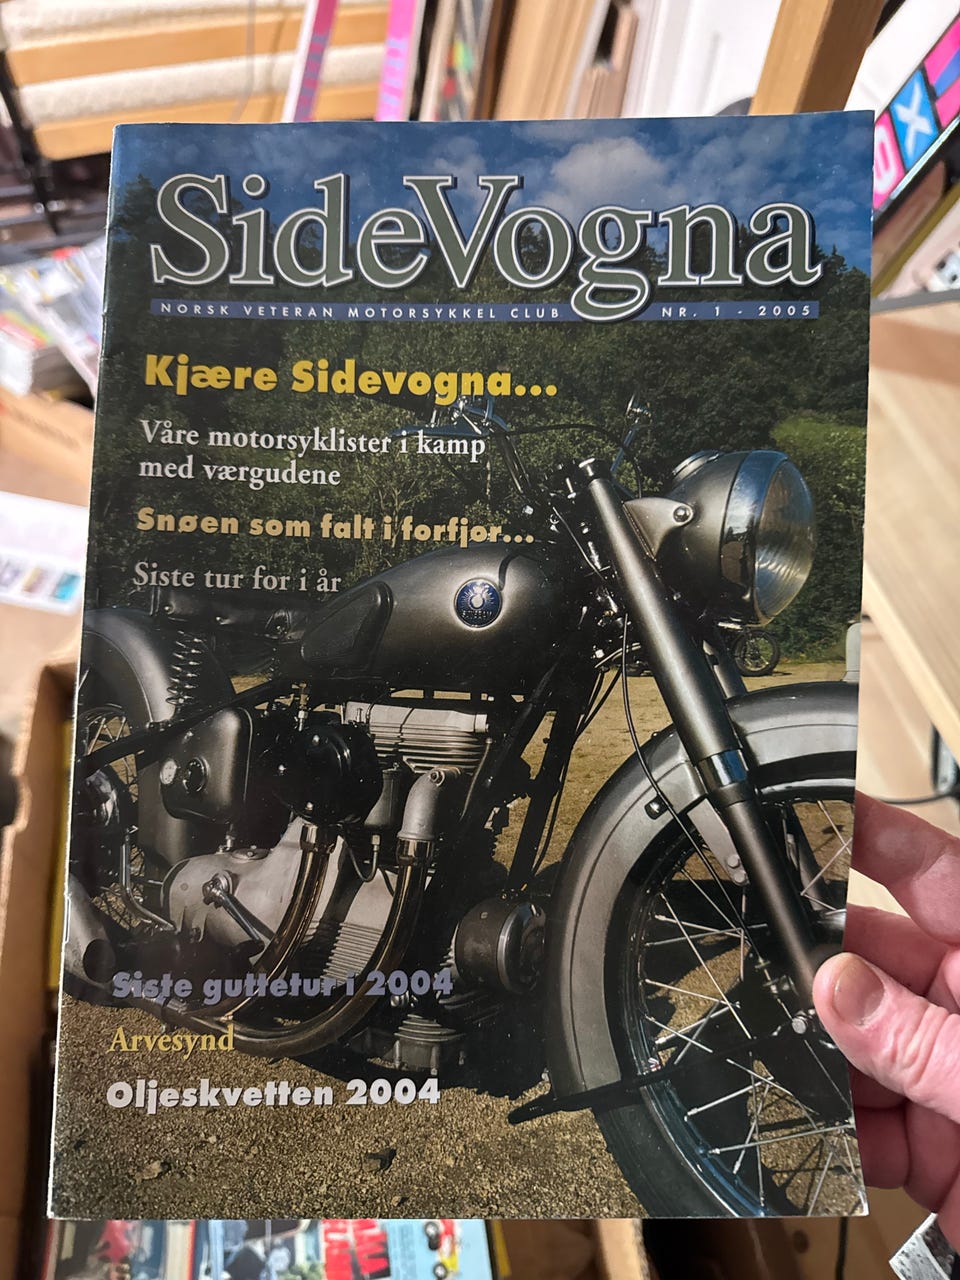 SideVogna
NORSK VETERAN MOTORSYKKEL CLUB NR. 1 - 2005
Kjære Sidevogna...
Våre motorsyklister i kamp
med værgudene
Snøen som falt i forfjor...
Siste tur for i år
SUNBEAM
Siste guttetur i 2004
Arvesynd
Oljeskvetten 2004